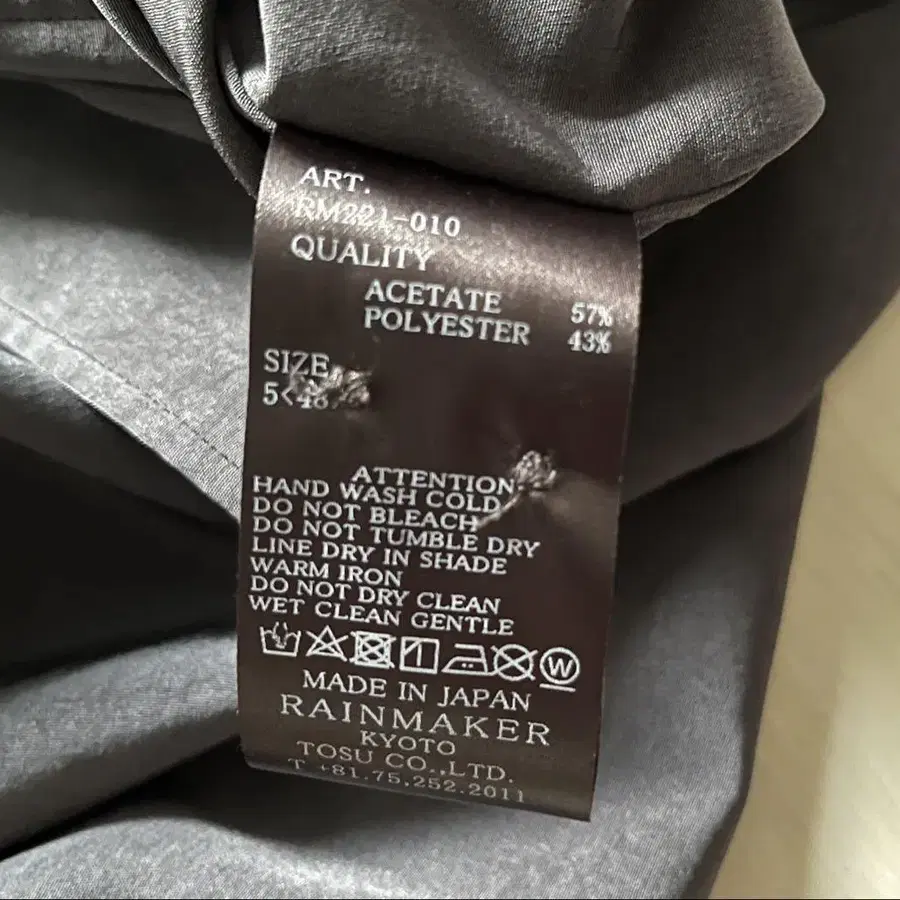 ART.
RM221-010
QUALITY
ACETATE 57%
POLYESTER 43%
SIZE
5<48
ATTENTION
HAND WASH COLD
DO NOT BLEACH
DO NOT TUMBLE DRY
LINE DRY IN SHADE
WARM IRON
DO NOT DRY CLEAN
WET CLEAN GENTLE
W
MADE IN JAPAN
RAINMAKER
KYOTO
TOSU CO.,LTD.
T +81.75.252.2011